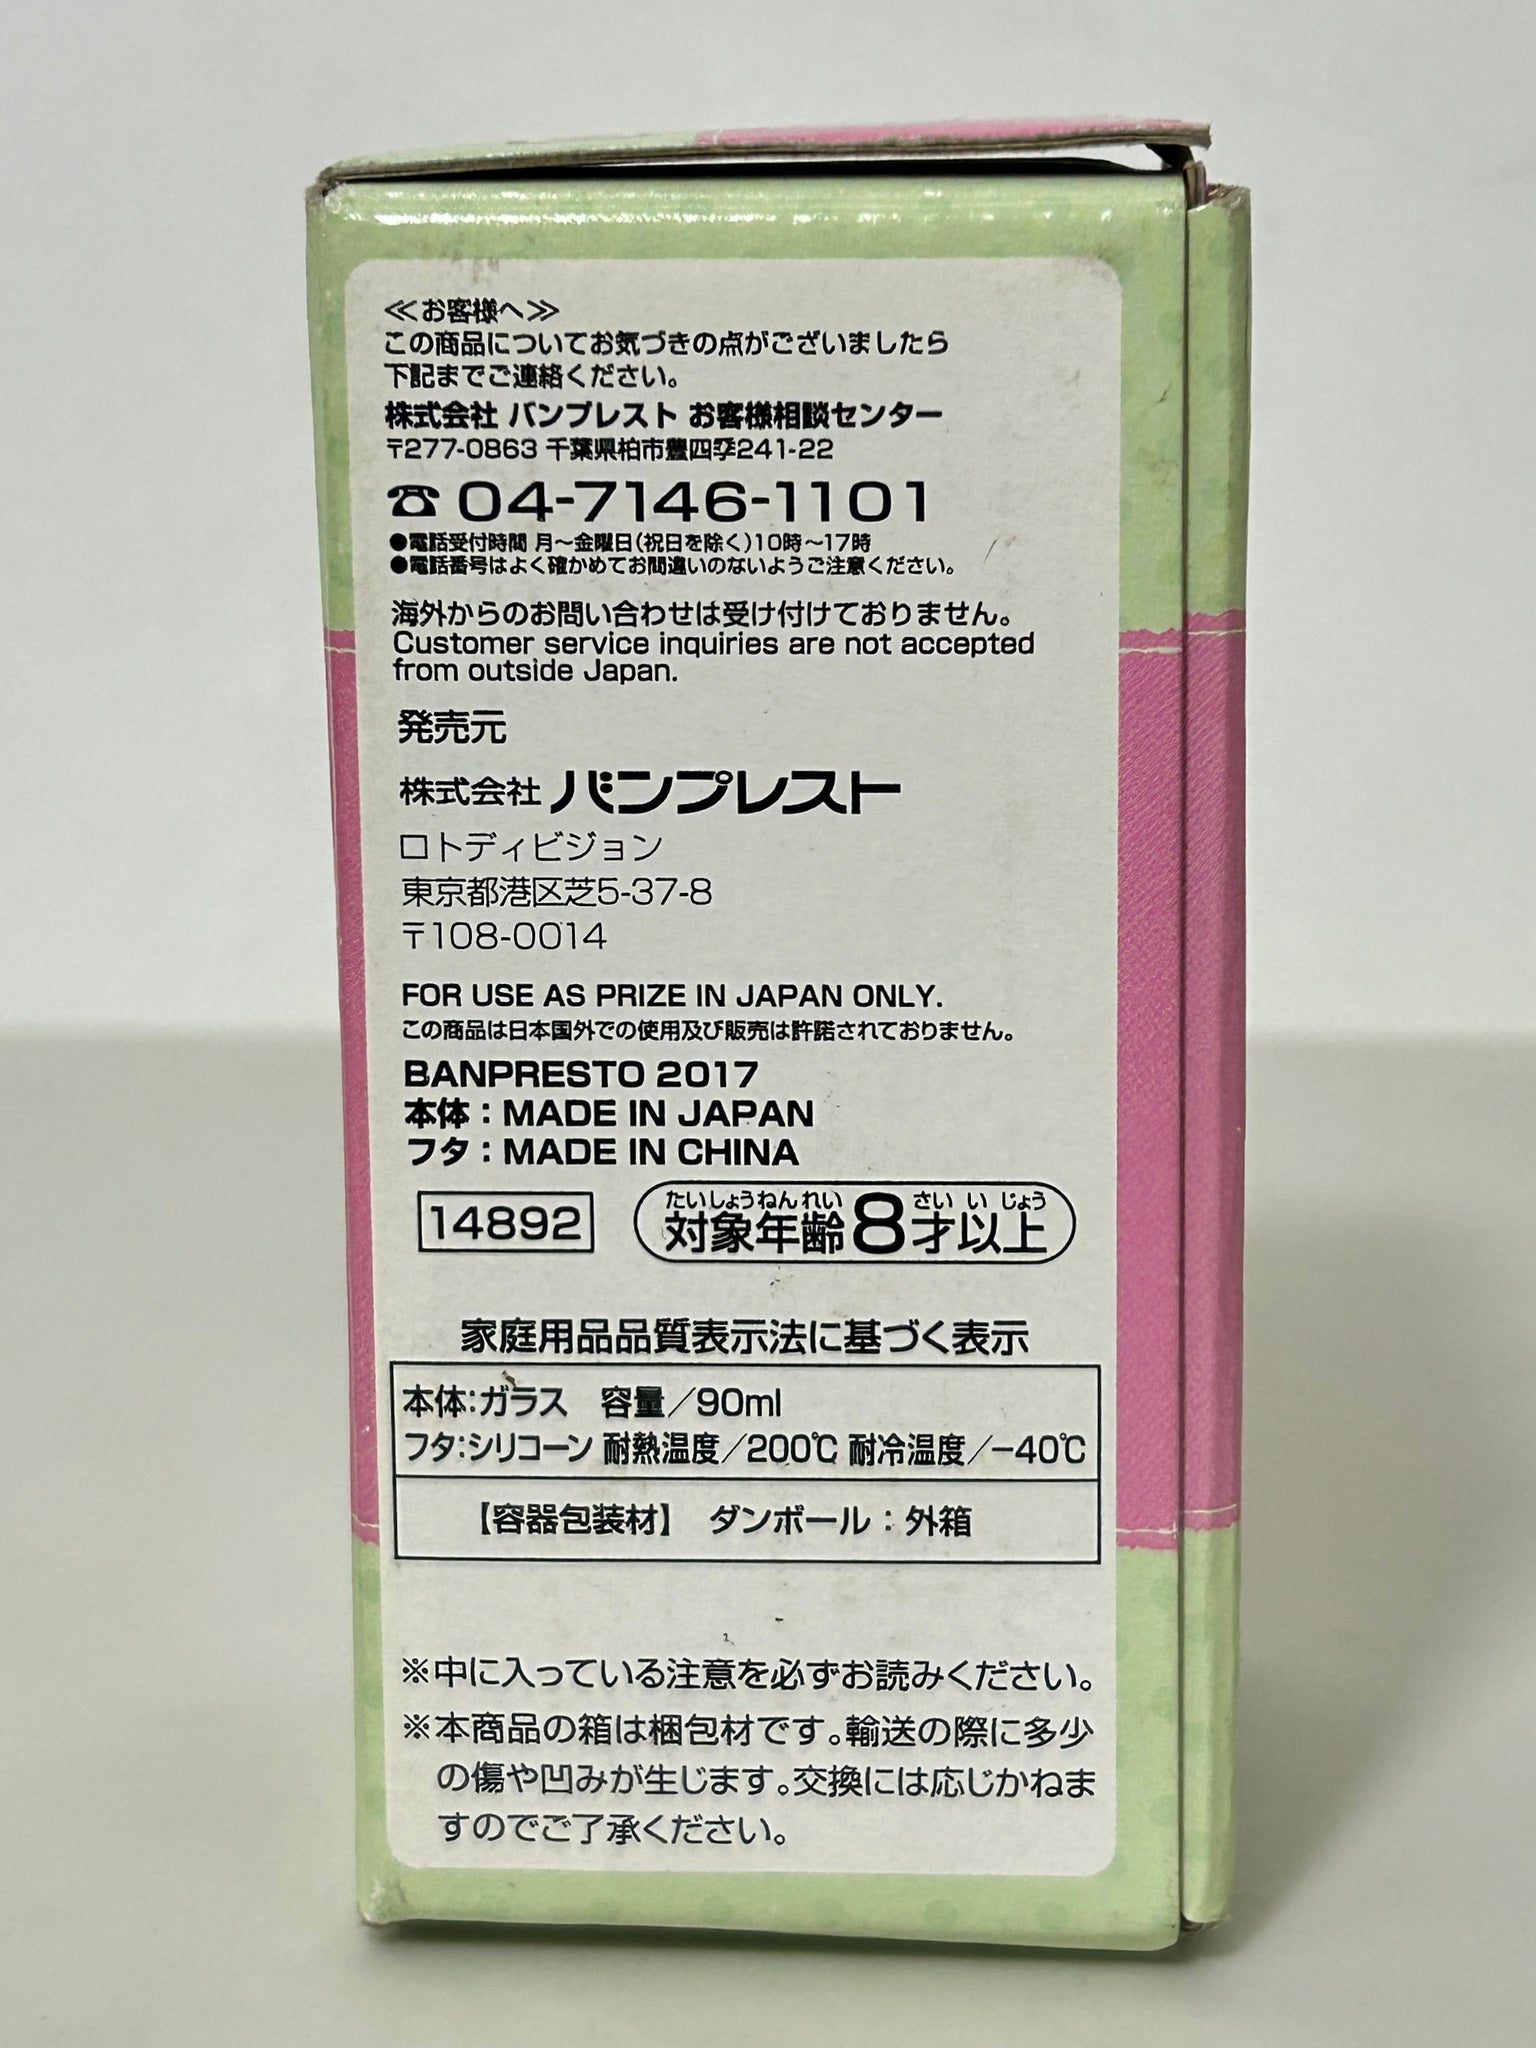 ≪お客様へ≫
この商品についてお気づきの点がございましたら
下記までご連絡ください。
株式会社 バンプレスト お客様相談センター
〒277-0863 千葉県柏市豊四季241-22
☎04-7146-1101
●電話受付時間 月～金曜日(祝日を除く)10時～17時
●電話番号はよく確かめてお間違いのないようご注意ください。
海外からのお問い合わせは受け付けておりません。
Customer service inquiries are not accepted
from outside Japan.
発売元
株式会社 バンプレスト
ロトディビジョン
東京都港区芝5-37-8
〒108-0014
FOR USE AS PRIZE IN JAPAN ONLY.
この商品は日本国外での使用及び販売は許諾されておりません。
BANPRESTO 2017
本体：MADE IN JAPAN
フタ：MADE IN CHINA
14892
たいしょうねんれい さいいじょう
対象年齢8才以上
家庭用品品質表示法に基づく表示
本体:ガラス 容量／90ml
フタ:シリコーン 耐熱温度／200℃ 耐冷温度／−40℃
【容器包装材】 ダンボール：外箱
※中に入っている注意を必ずお読みください。
※本商品の箱は梱包材です。輸送の際に多少
の傷や凹みが生じます。交換には応じかねま
すのでご了承ください。